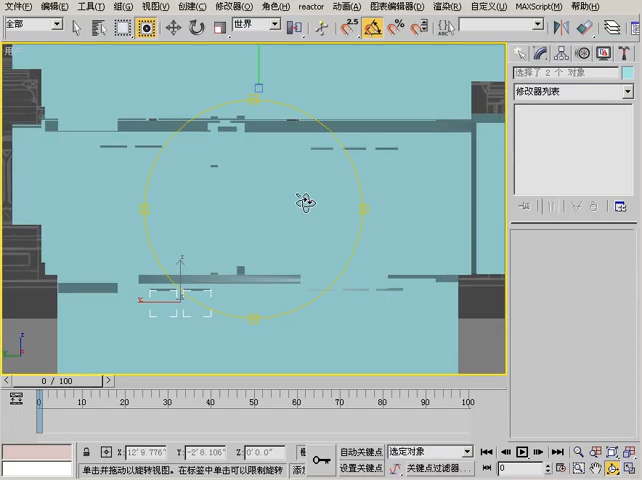 文件(F) 编辑(E) 工具(T) 组(G) 视图(V) 创建(C) 修改器(O) 角色(H) reactor 动画(A) 图表编辑器(D) 渲染(R) 自定义(U) MAXScript(M) 帮助(H)
全部 世界 2.5
选择了 2 个 对象
修改器列表
z
x
z
y
0 / 100
0 10 20 30 40 50 60 70 80 90 100
X: 12'9.776" Y: -2'8.106" Z: 0'0.0" 自动关键点 选定对象
单击并拖动以旋转视图。在标签中单击可以限制旋转 添加 设置关键点 关键点过滤器... 0